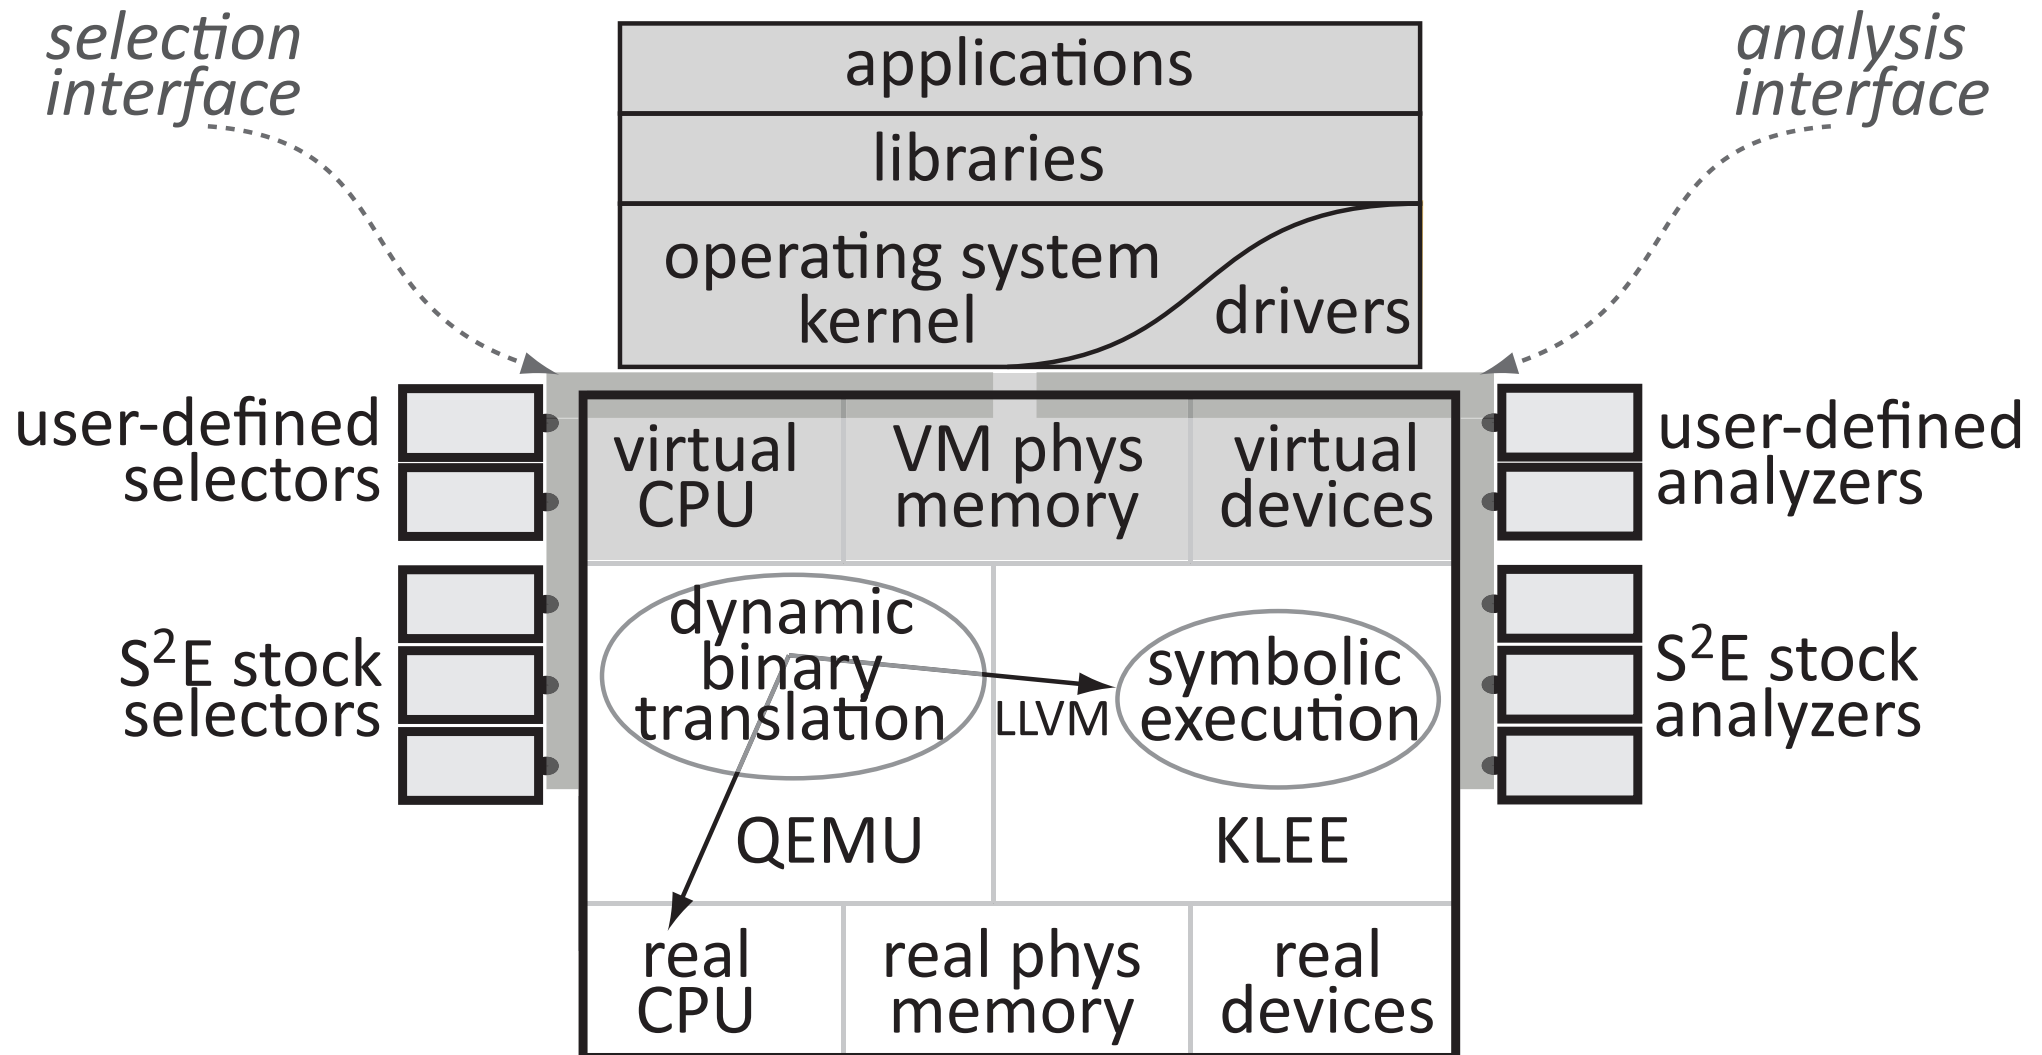 selection
interface
analysis
interface
applications
libraries
operating system
kernel
drivers
user-defined
selectors
virtual
CPU
VM phys
memory
virtual
devices
user-defined
analyzers
S²E stock
selectors
dynamic
binary
translation
LLVM
symbolic
execution
S²E stock
analyzers
QEMU
KLEE
real
CPU
real phys
memory
real
devices